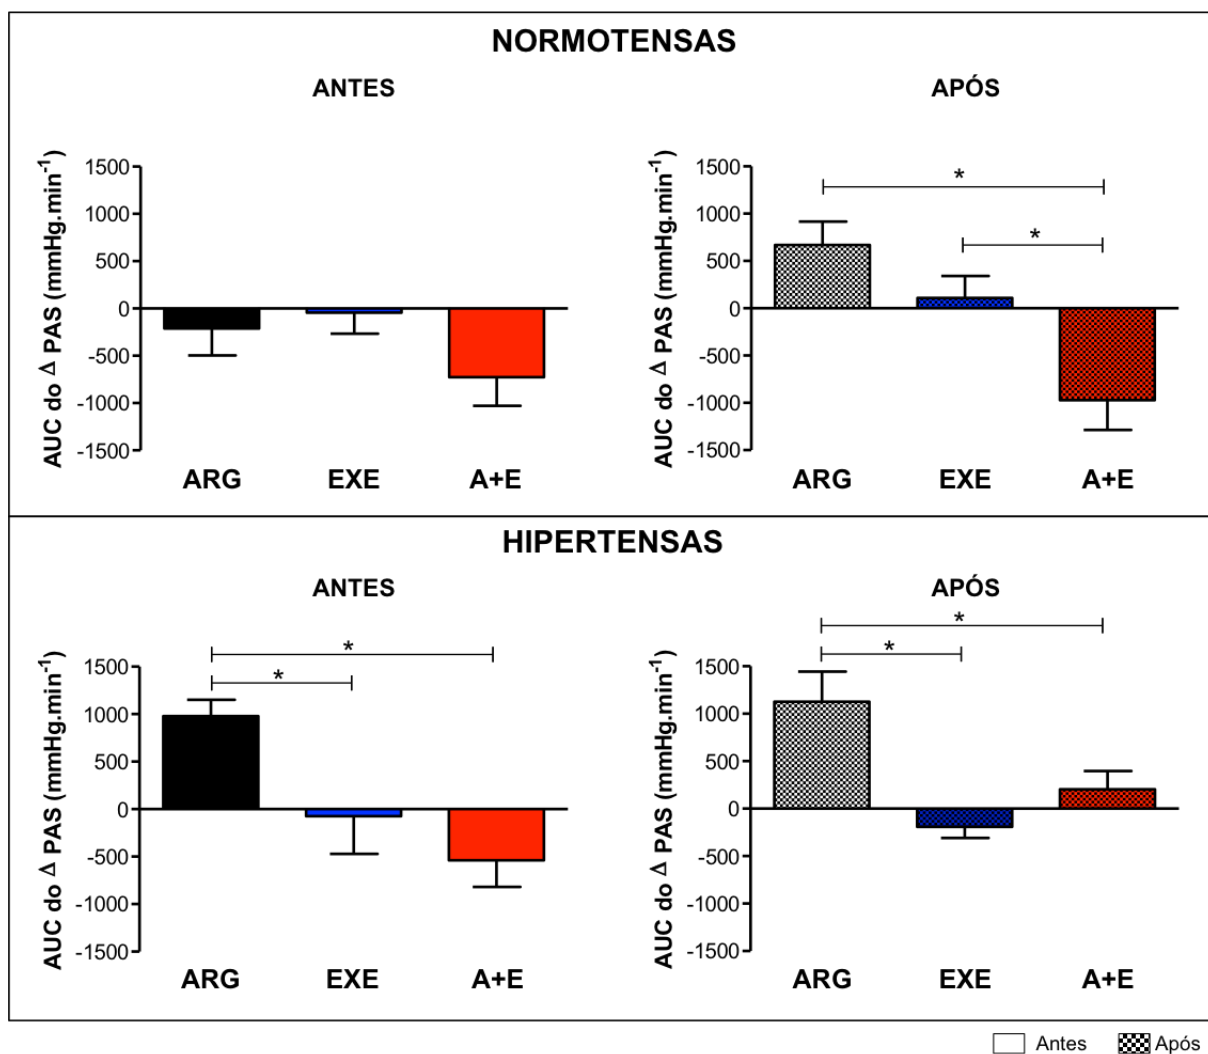 NORMOTENSAS
ANTES
AUC do Δ PAS (mmHg.min-1)
1500
1000
500
0
-500
-1000
-1500
ARG EXE A+E
APÓS
AUC do Δ PAS (mmHg.min-1)
1500
1000
500
0
-500
-1000
-1500
*
*
ARG EXE A+E
HIPERTENSAS
ANTES
AUC do Δ PAS (mmHg.min-1)
1500
1000
500
0
-500
-1000
-1500
*
*
ARG EXE A+E
APÓS
AUC do Δ PAS (mmHg.min-1)
1500
1000
500
0
-500
-1000
-1500
*
*
ARG EXE A+E
Antes Após